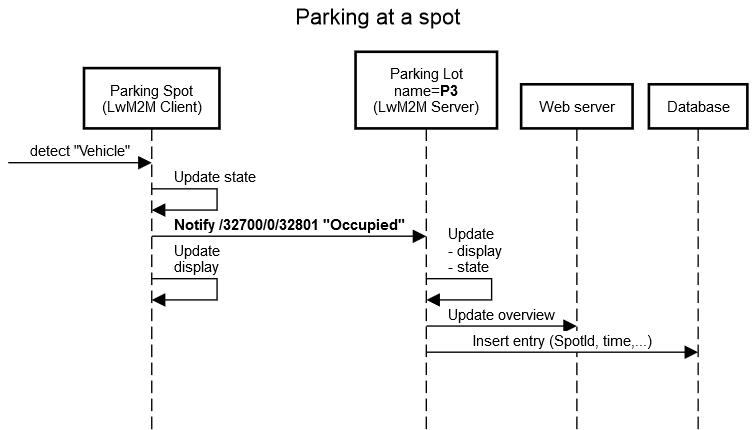 Parking at a spot
Parking Spot
(LwM2M Client)
Parking Lot
name=P3
(LwM2M Server)
Web server
Database
detect "Vehicle"
Update state
Notify /32700/0/32801 "Occupied"
Update
display
Update
- display
- state
Update overview
Insert entry (SpotId, time,...)